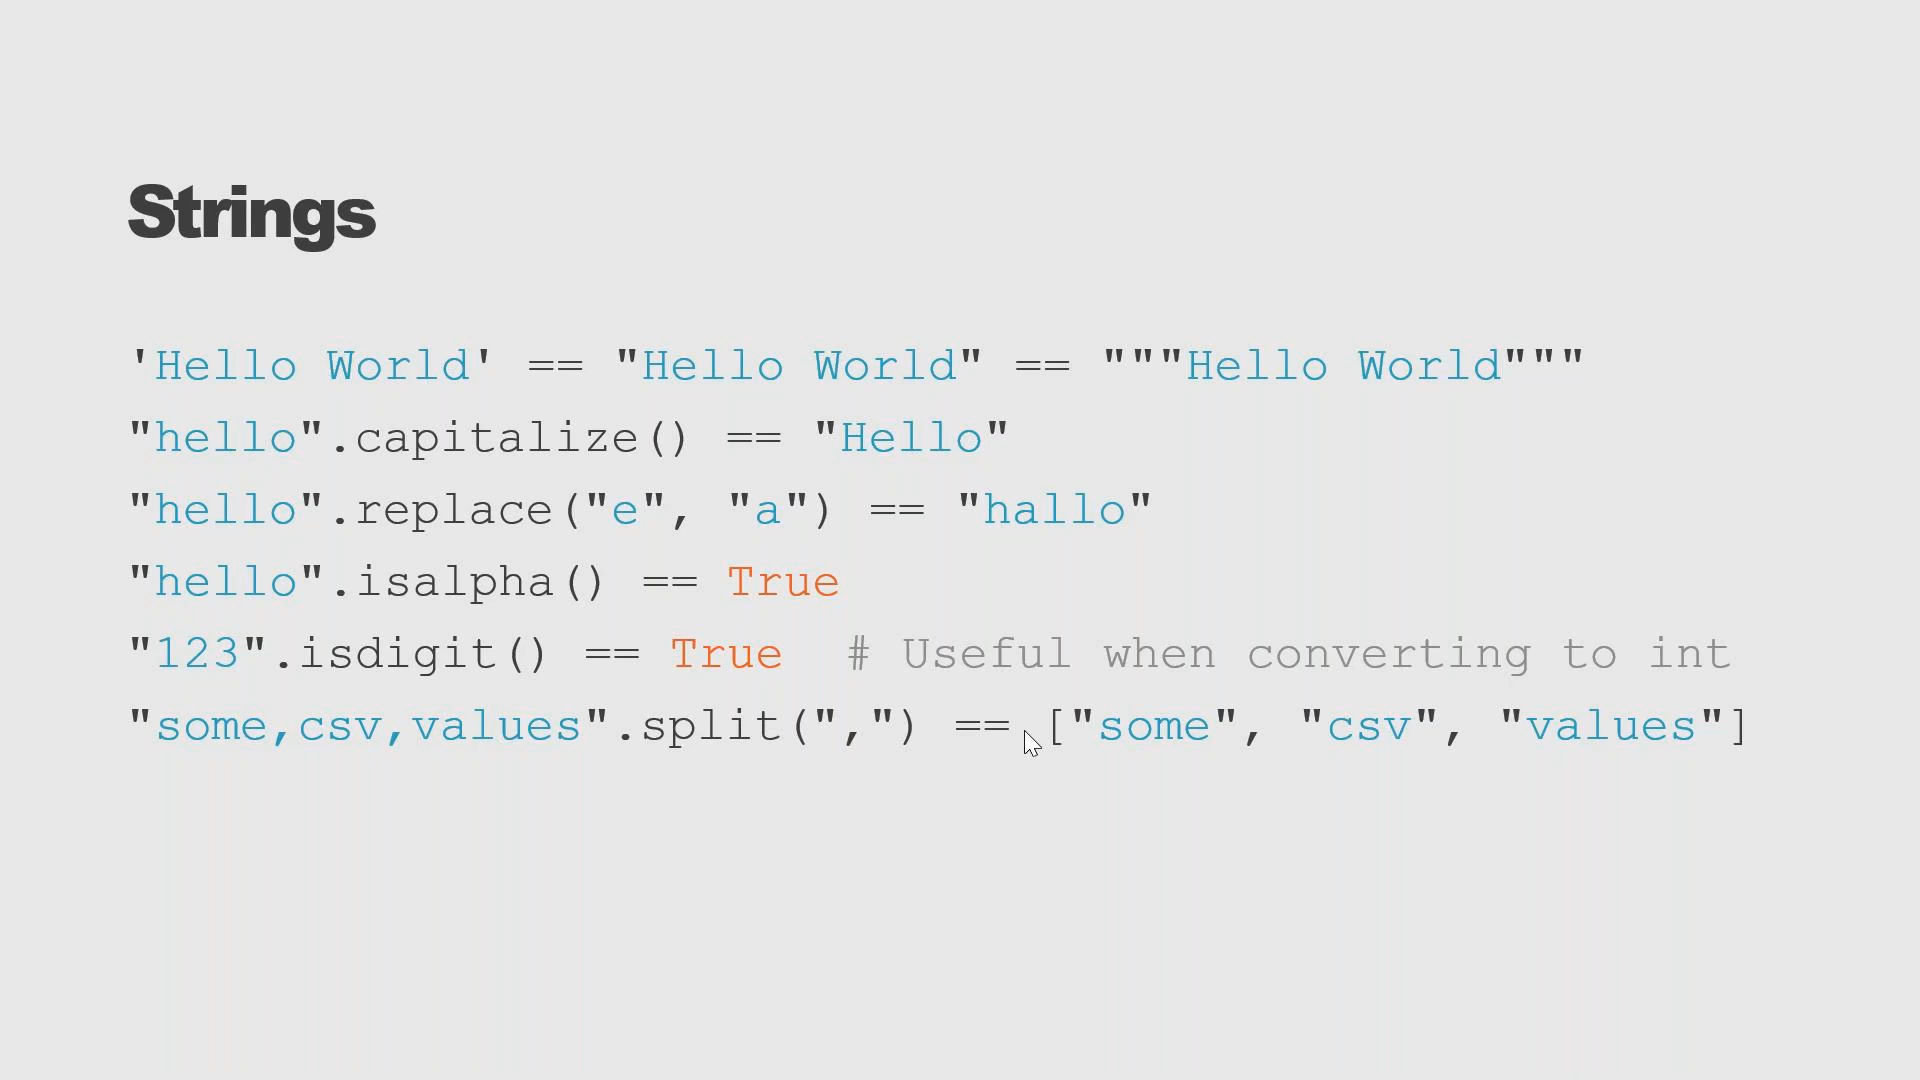 Strings
'Hello World' == "Hello World" == """Hello World"""
"hello".capitalize() == "Hello"
"hello".replace("e", "a") == "hallo"
"hello".isalpha() == True
"123".isdigit() == True  # Useful when converting to int
"some,csv,values".split(",") == ["some", "csv", "values"]